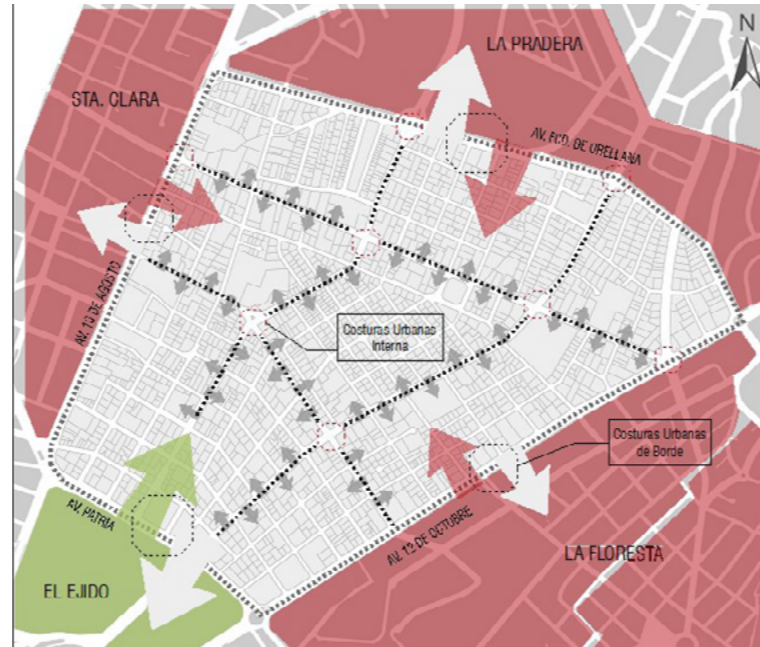 N
LA PRADERA
STA. CLARA
AV. FCO. DE ORELLANA
AV. 10 DE AGOSTO
Costuras Urbanas
Interna
Costuras Urbanas
de Borde
AV. PATRIA
AV. 12 DE OCTUBRE
LA FLORESTA
EL EJIDO